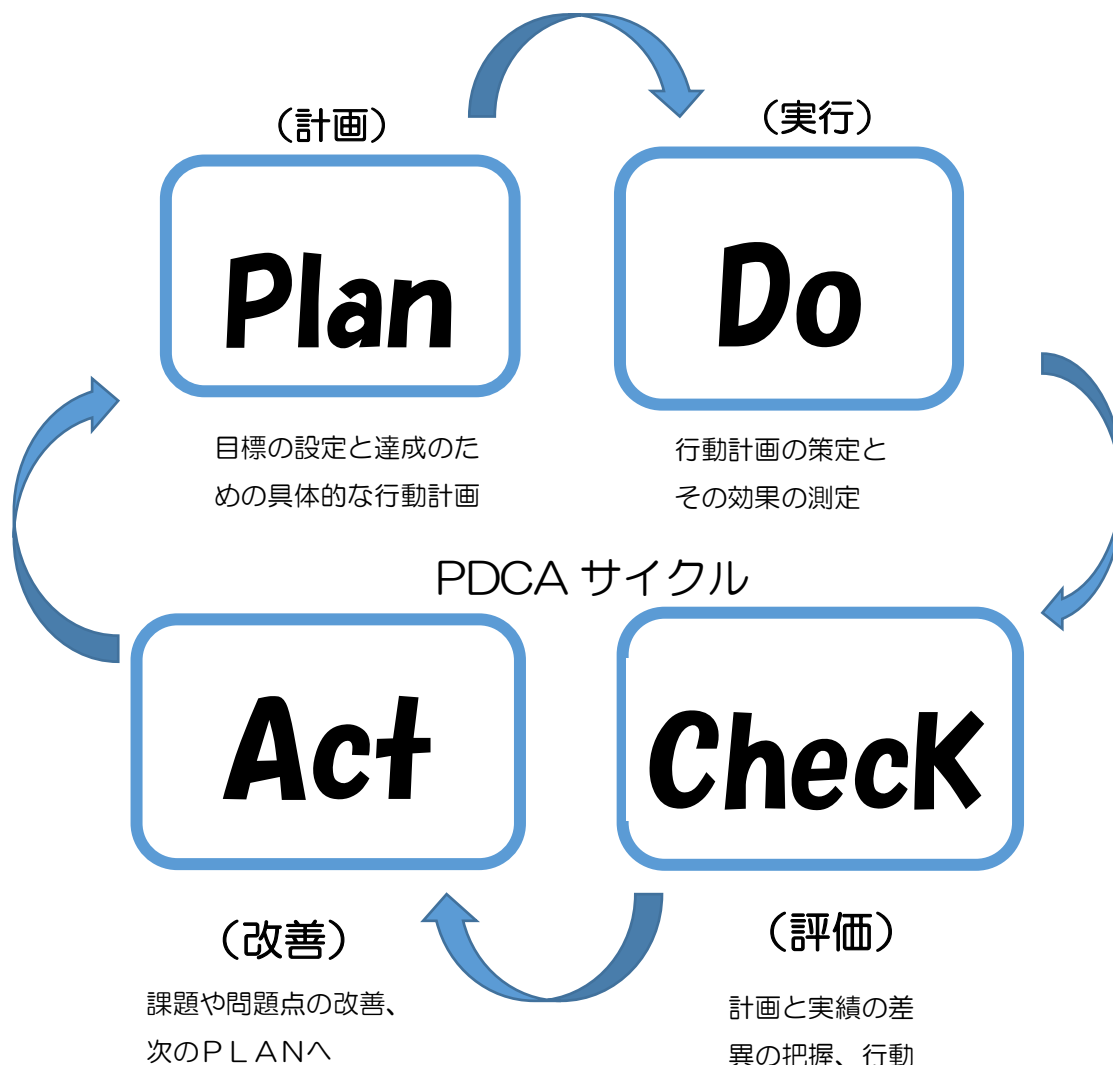 （計画）
Plan
目標の設定と達成のた
めの具体的な行動計画
（実行）
Do
行動計画の策定と
その効果の測定
PDCA サイクル
Act
（改善）
課題や問題点の改善、
次のＰＬＡＮへ
ChecK
（評価）
計画と実績の差
異の把握、行動